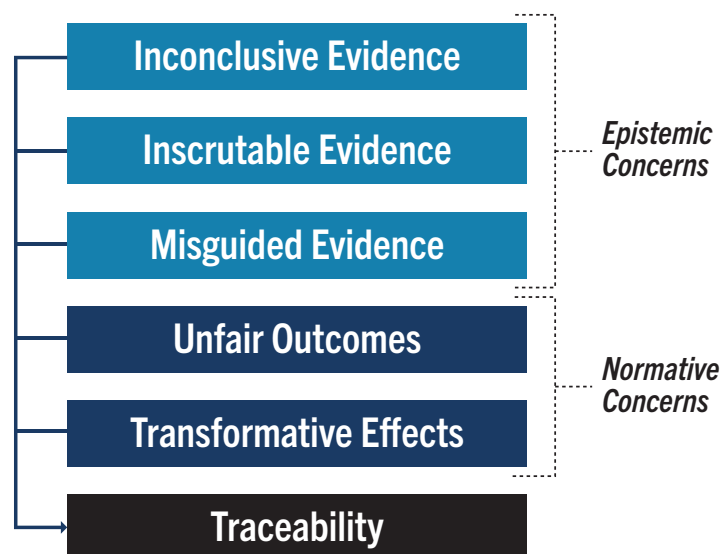 Inconclusive Evidence
Inscrutable Evidence
Misguided Evidence
Epistemic
Concerns
Unfair Outcomes
Transformative Effects
Normative
Concerns
Traceability